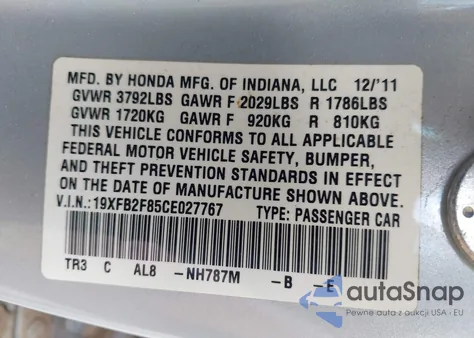 MFD. BY HONDA MFG. OF INDIANA, LLC 12/'11
GVWR 3792LBS GAWR F 2029LBS R 1786LBS
GVWR 1720KG GAWR F 920KG R 810KG
THIS VEHICLE CONFORMS TO ALL APPLICABLE
FEDERAL MOTOR VEHICLE SAFETY, BUMPER,
AND THEFT PREVENTION STANDARDS IN EFFECT
ON THE DATE OF MANUFACTURE SHOWN ABOVE.
V.I.N.: 19XFB2F85CE027767 TYPE: PASSENGER CAR
TR3 C AL8 -NH787M -B -E
autoSnap
Pewne auta z aukcji USA - EU